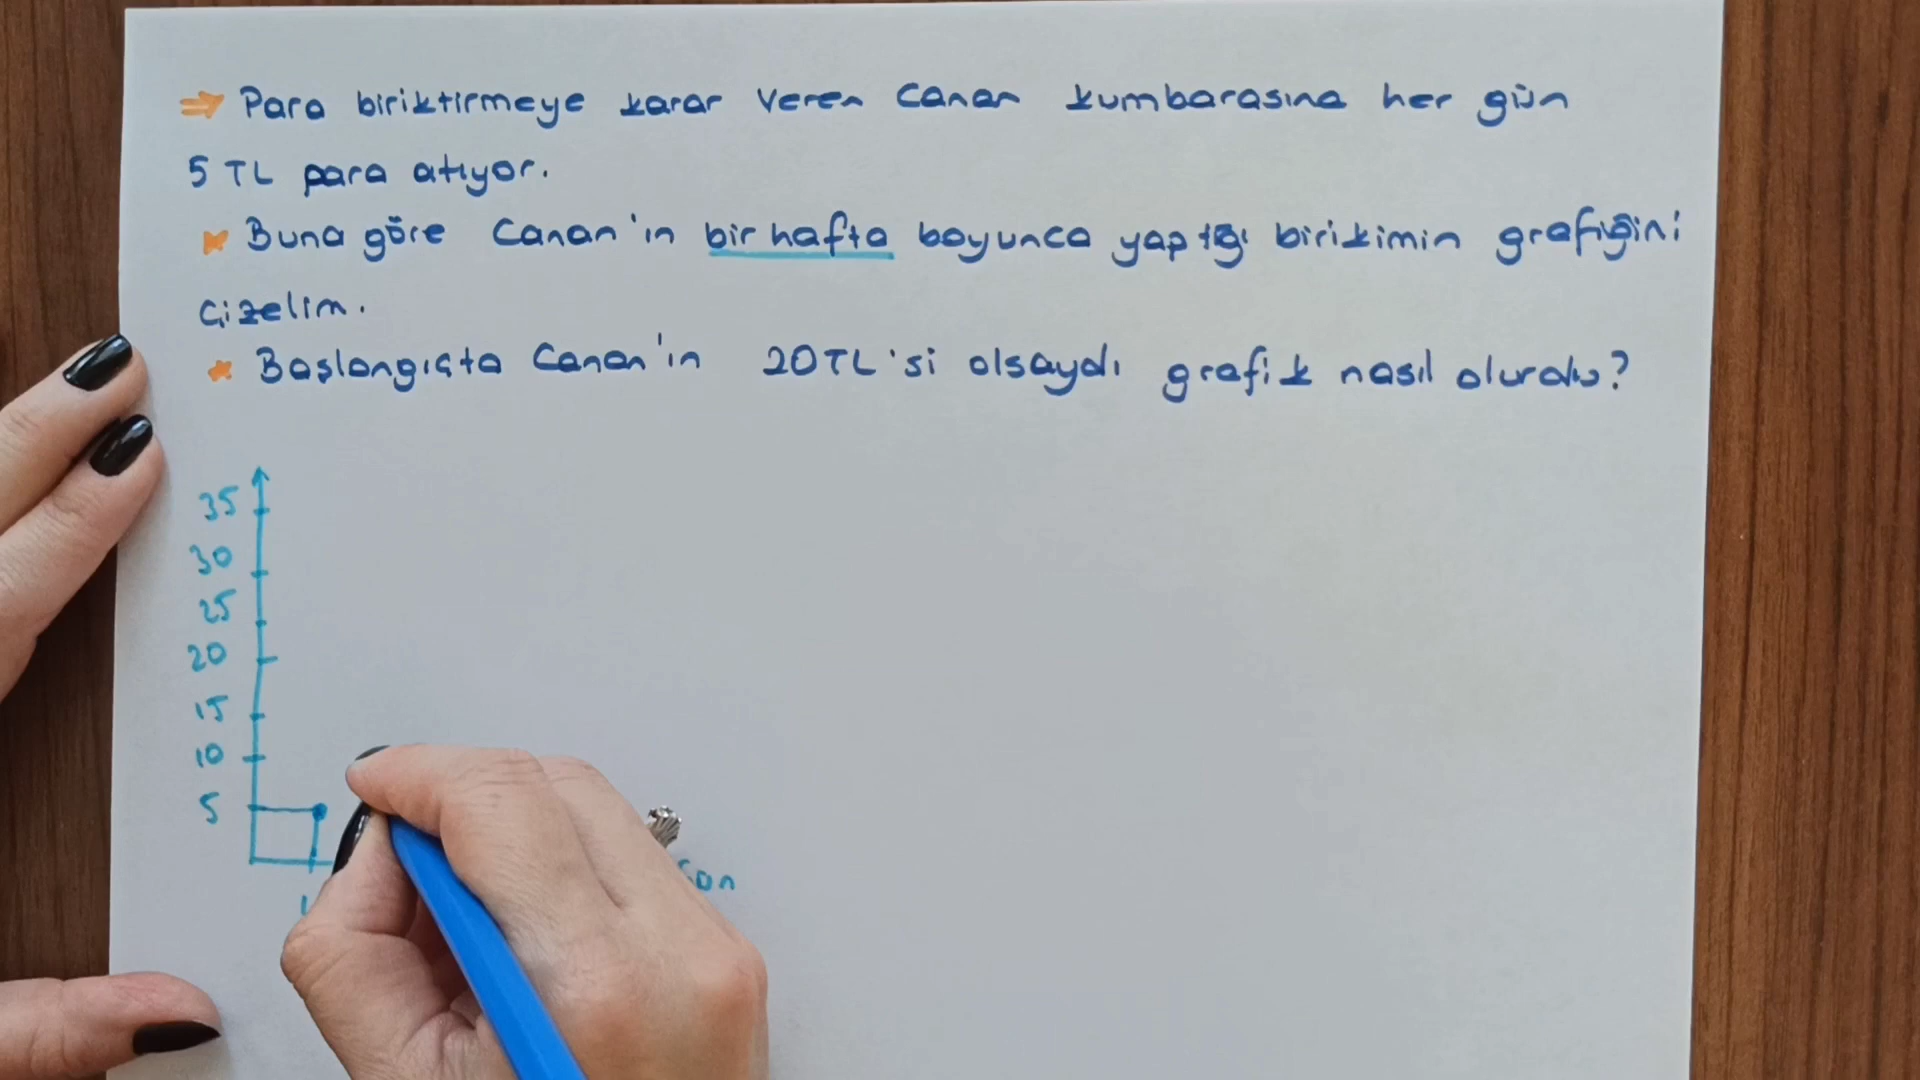 ⇒ Para biriktirmeye karar veren Canan kumbarasına her gün
5 TL para atıyor.
* Buna göre Canan'ın bir hafta boyunca yaptığı birikimin grafiğini
çizelim.
* Başlangıçta Canan'ın 20TL'si olsaydı grafik nasıl olurdu?
35
30
25
20
15
10
5